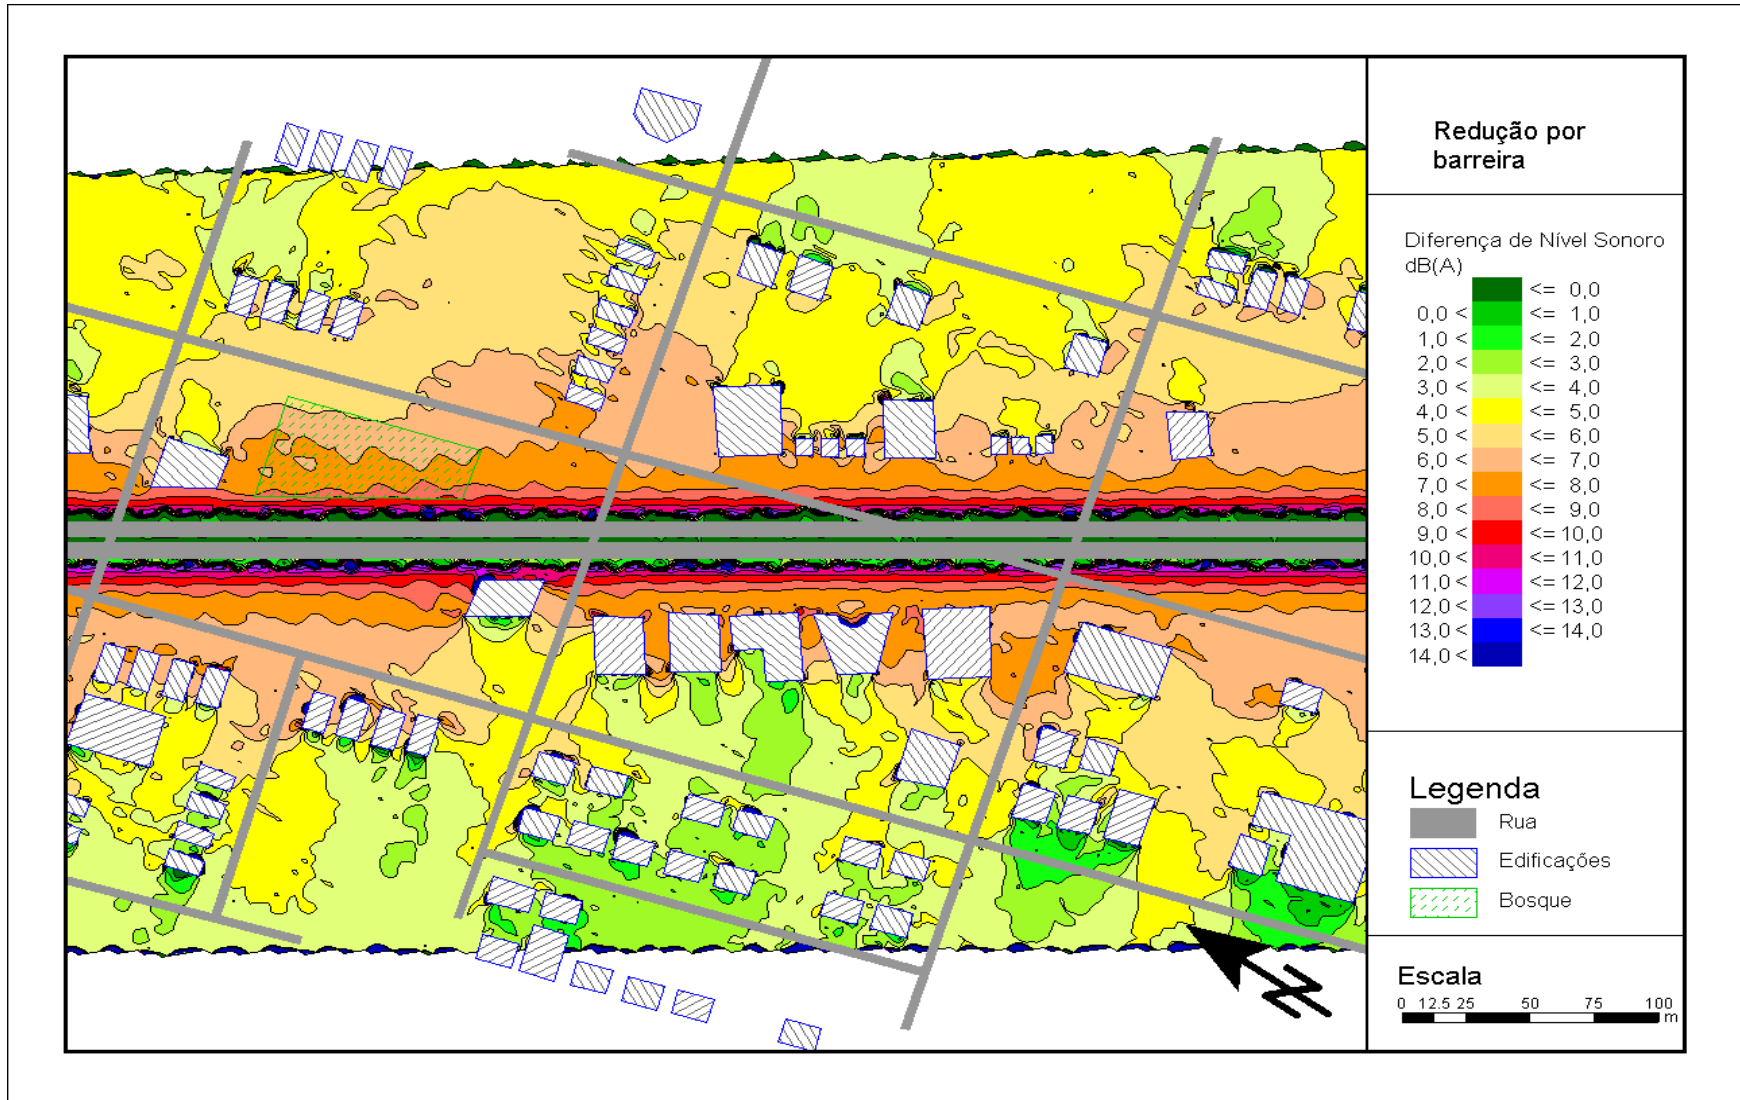 Redução por
barreira
Diferença de Nível Sonoro
dB(A)
<= 0,0
0,0 < <= 1,0
1,0 < <= 2,0
2,0 < <= 3,0
3,0 < <= 4,0
4,0 < <= 5,0
5,0 < <= 6,0
6,0 < <= 7,0
7,0 < <= 8,0
8,0 < <= 9,0
9,0 < <= 10,0
10,0 < <= 11,0
11,0 < <= 12,0
12,0 < <= 13,0
13,0 < <= 14,0
14,0 <
Legenda
Rua
Edificações
Bosque
N
Escala
0 12.5 25 50 75 100
m